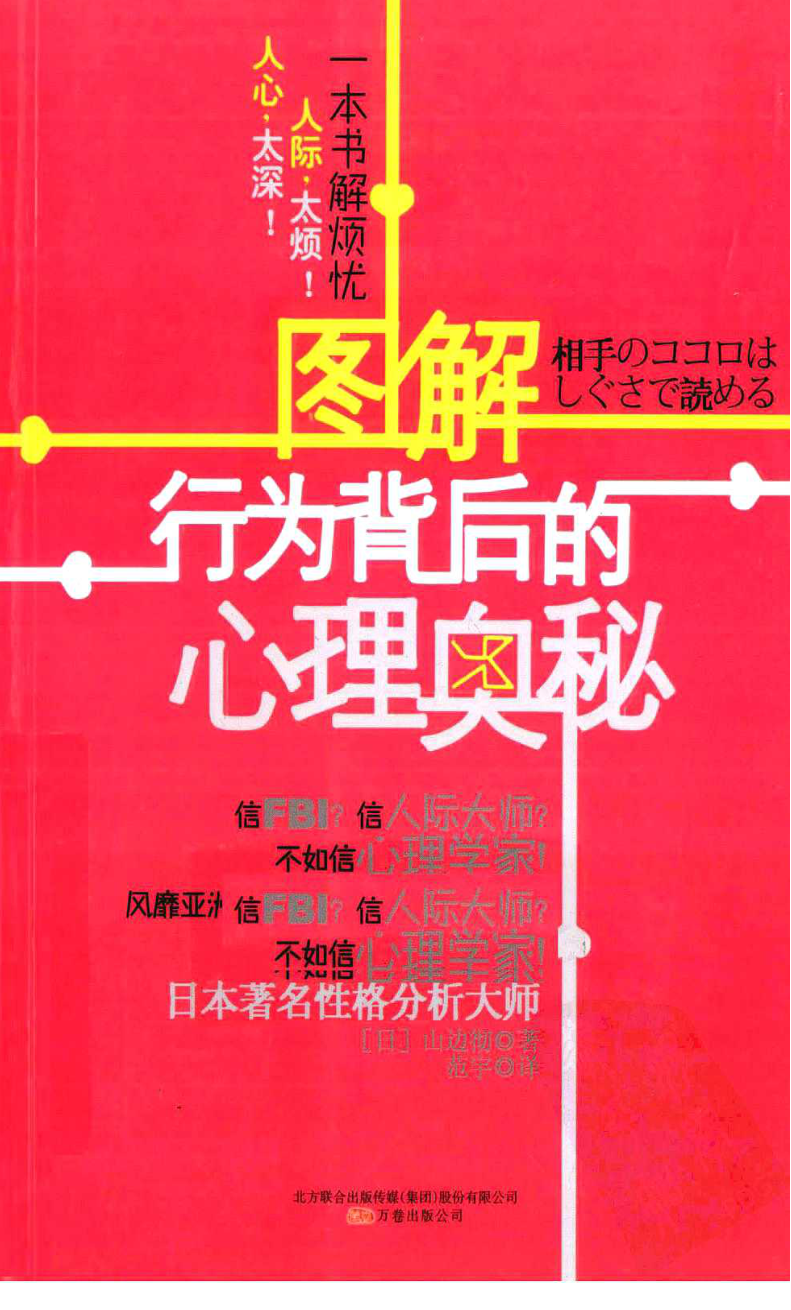 一本书解烦忧
人际，太烦！
人心，太深！
图解
相手のココロは
しぐさで読める
行为背后的
心理奥秘
信FBI？信人际大师？
不如信心理学家！
风靡亚洲
信FBI？信人际大师？
不如信心理学家！
日本著名性格分析大师
［日］山边彻◎著
范宇◎译
北方联合出版传媒（集团）股份有限公司
万卷出版公司